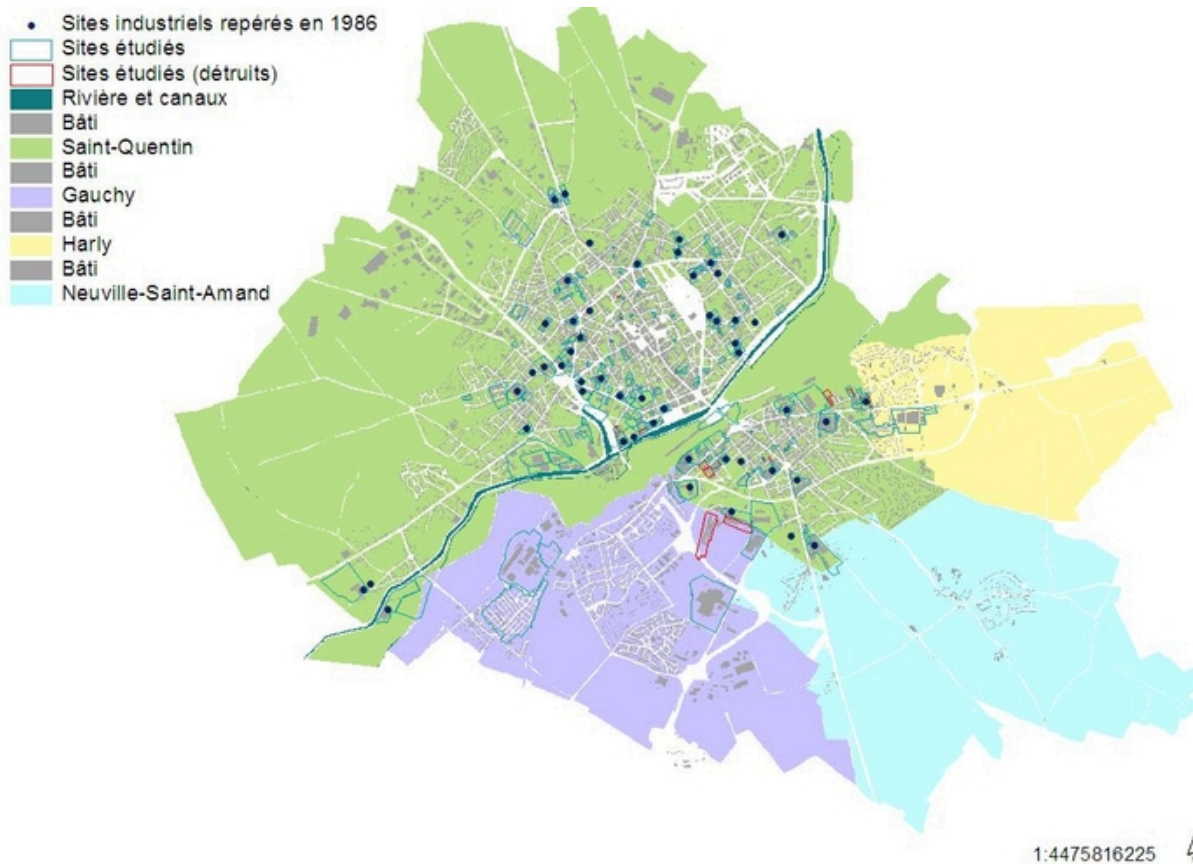 Sites industriels repérés en 1986
Sites étudiés
Sites étudiés (détruits)
Rivière et canaux
Bâti
Saint-Quentin
Bâti
Gauchy
Bâti
Harly
Bâti
Neuville-Saint-Amand
1:4475816225